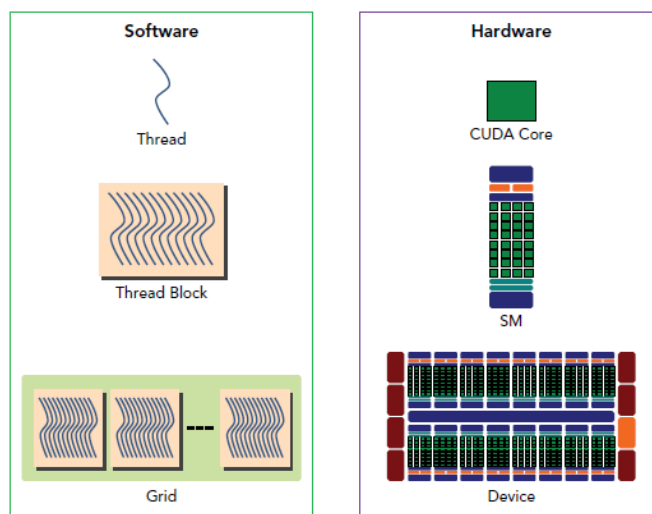 Software
Thread
Thread Block
Grid
Hardware
CUDA Core
SM
Device